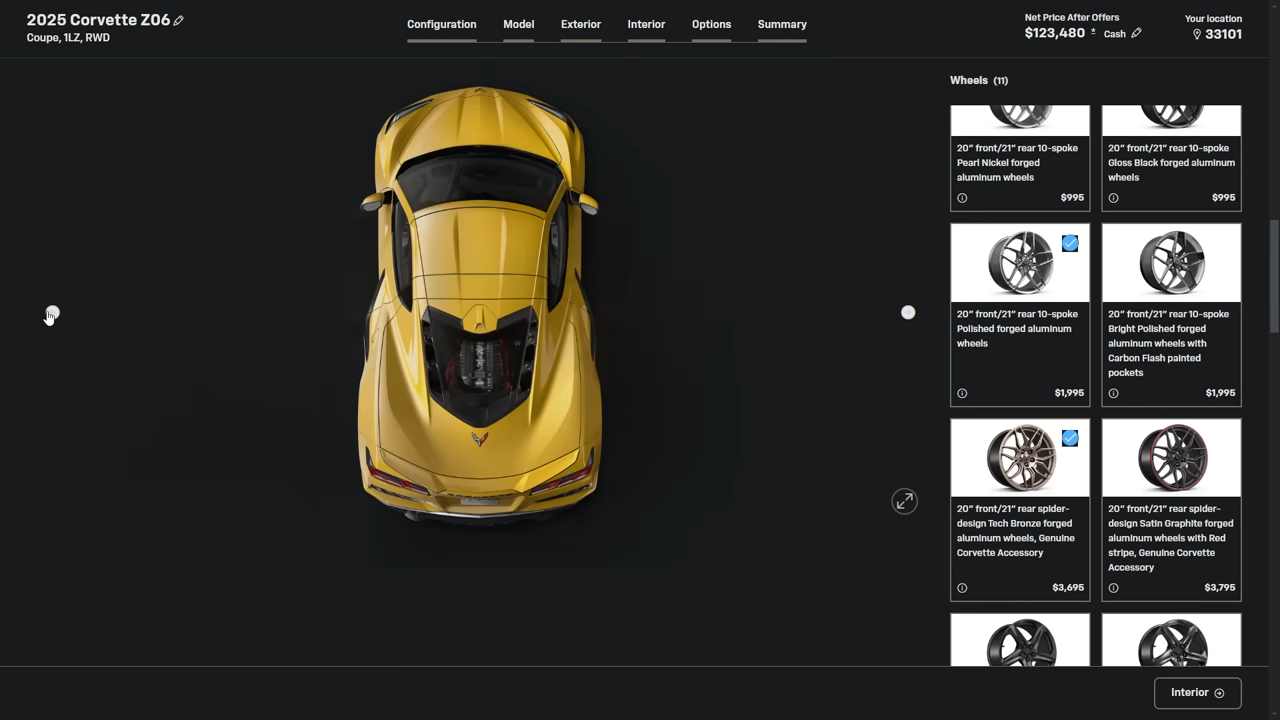 2025 Corvette Z06
Coupe, 1LZ, RWD
Configuration
Model
Exterior
Interior
Options
Summary
Net Price After Offers
$123,480 * Cash
Your location
33101
Wheels (11)
20" front/21" rear 10-spoke
Pearl Nickel forged
aluminum wheels
$995
20" front/21" rear 10-spoke
Gloss Black forged aluminum
wheels
$995
20" front/21" rear 10-spoke
Polished forged aluminum
wheels
$1,995
20" front/21" rear 10-spoke
Bright Polished forged
aluminum wheels with
Carbon Flash painted
pockets
$1,995
20" front/21" rear spider-
design Tech Bronze forged
aluminum wheels, Genuine
Corvette Accessory
$3,695
20" front/21" rear spider-
design Satin Graphite forged
aluminum wheels with Red
stripe, Genuine Corvette
Accessory
$3,795
Interior